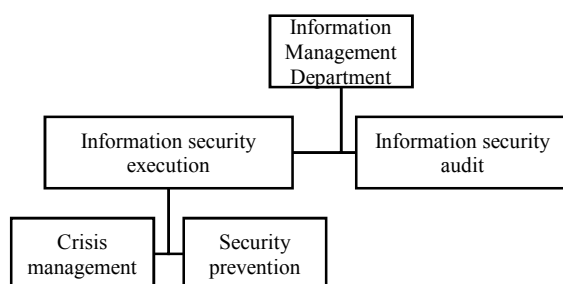 Information
Management
Department
Information security
execution
Information security
audit
Crisis
management
Security
prevention